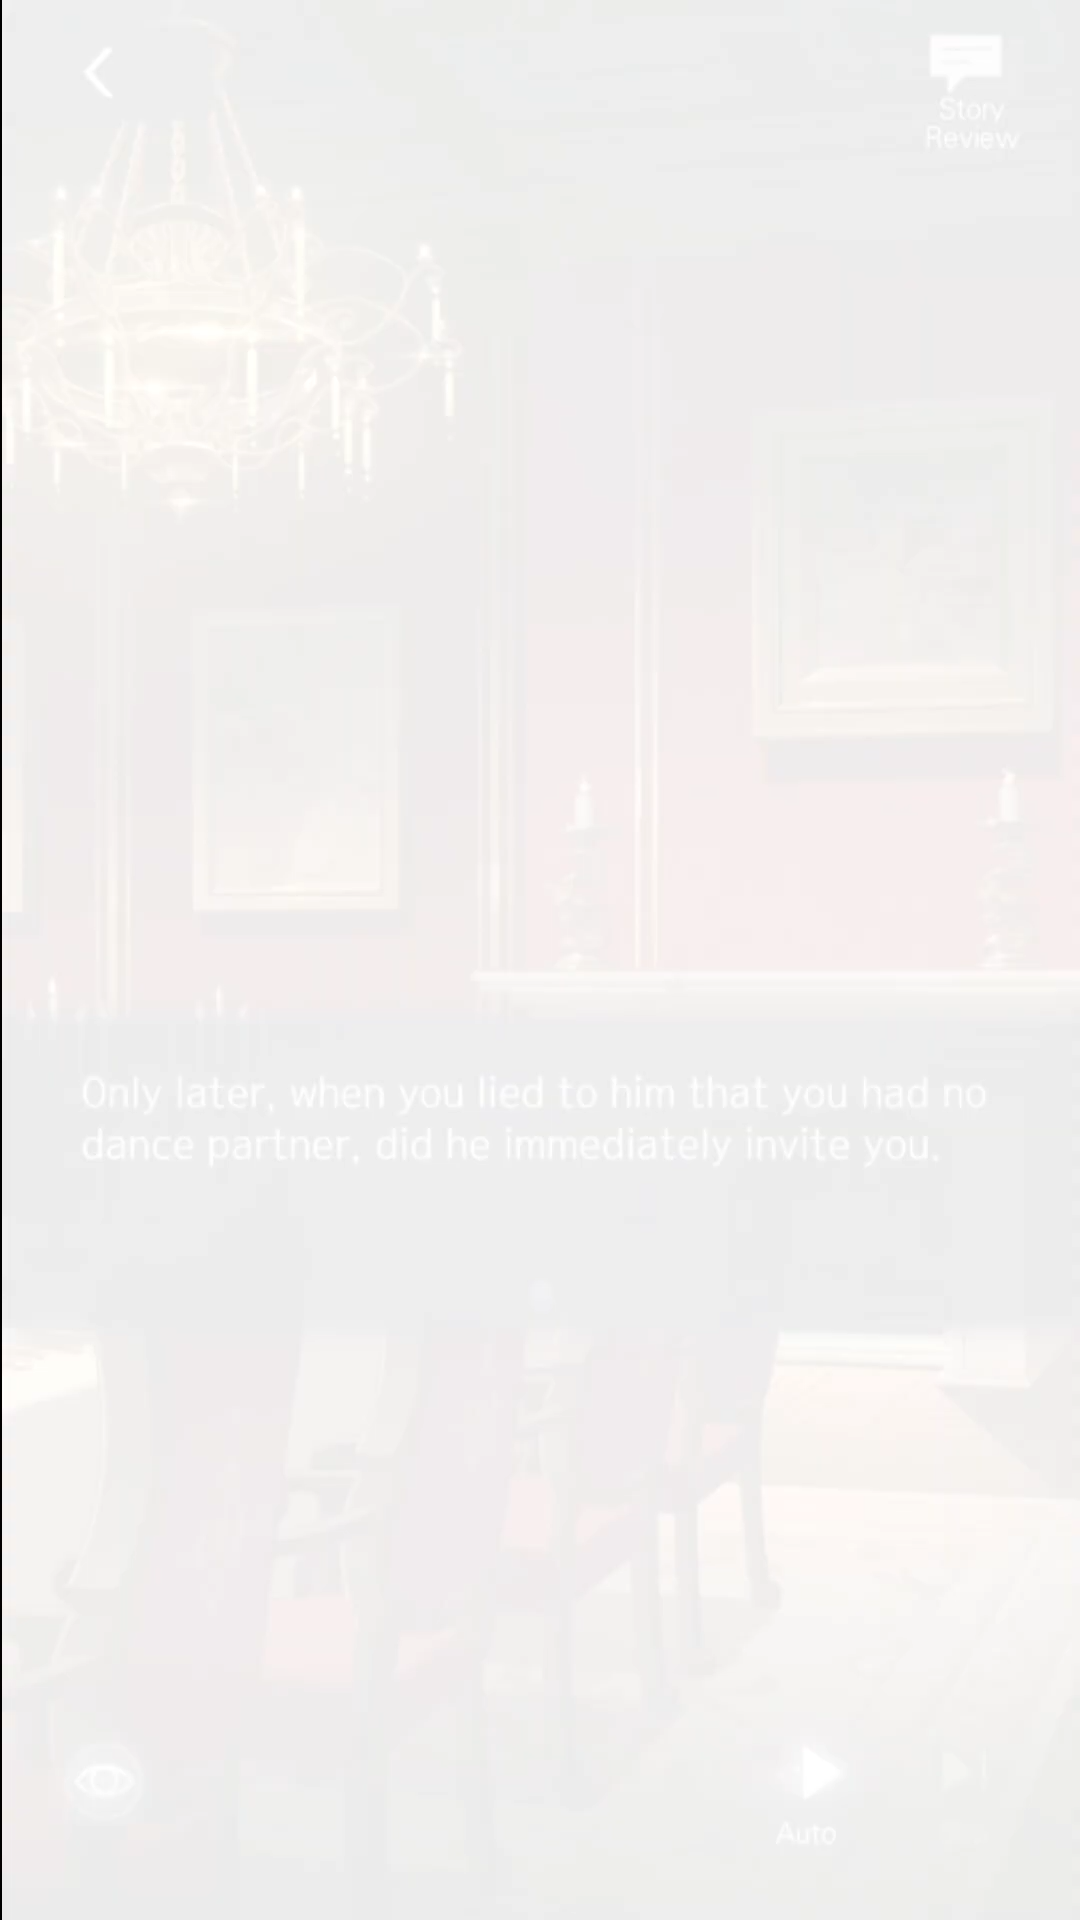 Story
Review
Only later, when you lied to him that you had no
dance partner, did he immediately invite you.
Auto